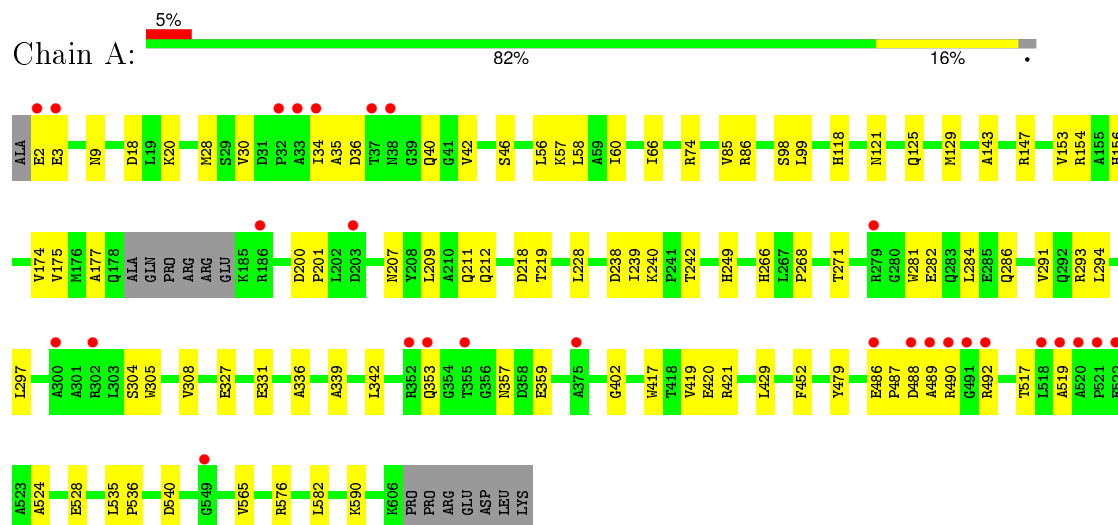 5%
Chain A:
82% 16% •
ALA E2 E3 N9 D18 L19 K20 M28 S29 V30 D31 P32 A33 I34 A35 D36 T37 N38 G39 Q40 G41 V42 S46 L56 K57 L58 A59 I60 I66 R74 V85 R86 S98 L99 H118 N121 Q125 M129 A143 R147 V153 R154 A155 H156
V174 V175 M176 A177 Q178 ALA GLN PRO ARG ARG GLU K185 R186 D200 P201 L202 D203 N207 Y208 L209 A210 Q211 Q212 D218 T219 L228 D238 I239 K240 P241 T242 H249 H266 L267 P268 T271 R279 G280 W281 E282 Q283 L284 E285 Q286 V291 Q292 R293 L294
L297 A300 A301 R302 L303 S304 W305 V308 E327 E331 A336 A339 L342 R352 Q353 G354 T355 G356 N357 D358 E359 A375 G402 W417 T418 V419 E420 R421 L429 F452 Y479 E486 P487 D488 A489 R490 G491 R492 T517 L518 A519 A520 P521 E522
A523 A524 E528 L535 P536 D540 G549 V565 R576 L582 K590 K606 PRO PRO ARG GLU ASP LEU LYS